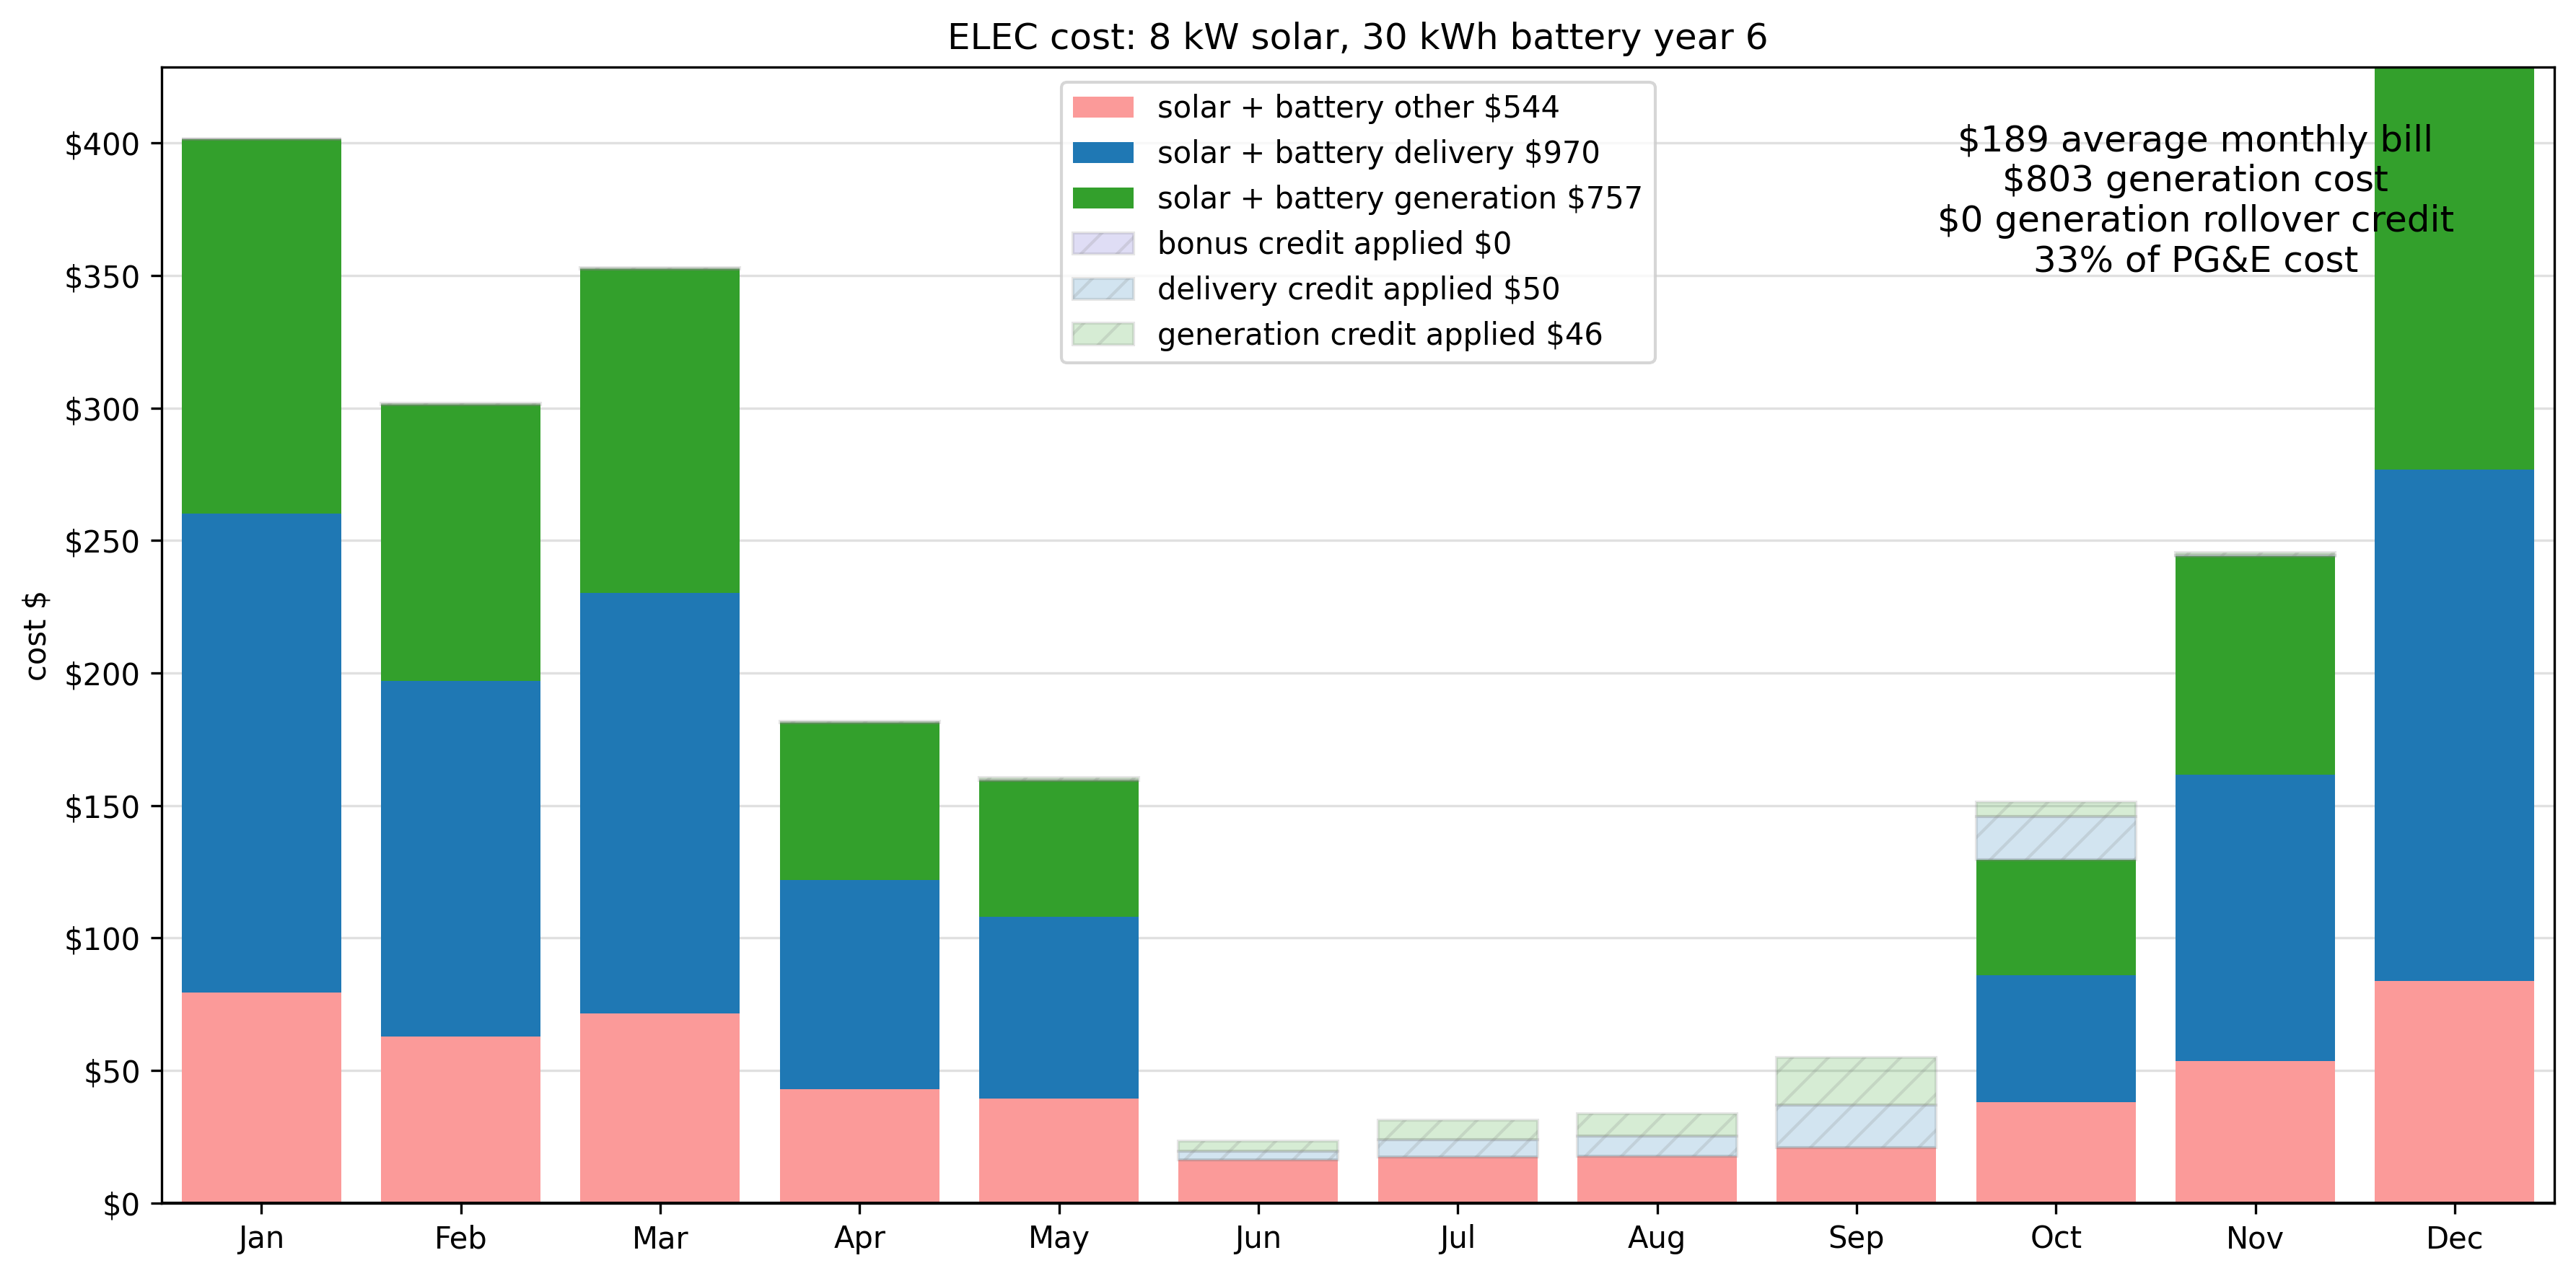 ELEC cost: 8 kW solar, 30 kWh battery year 6
solar + battery other $544
solar + battery delivery $970
solar + battery generation $757
bonus credit applied $0
delivery credit applied $50
generation credit applied $46
$189 average monthly bill
$803 generation cost
$0 generation rollover credit
33% of PG&E cost
cost $
$400
$350
$300
$250
$200
$150
$100
$50
$0
Jan Feb Mar Apr May Jun Jul Aug Sep Oct Nov Dec